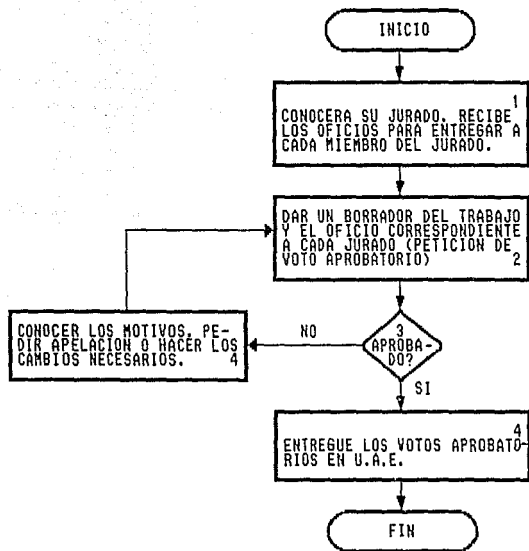 INICIO
1
CONOCERA SU JURADO. RECIBE
LOS OFICIOS PARA ENTREGAR A
CADA MIEMBRO DEL JURADO.
DAR UN BORRADOR DEL TRABAJO
Y EL OFICIO CORRESPONDIENTE
A CADA JURADO (PETICION DE
VOTO APROBATORIO) 2
3
APROBA-
DO?
NO
CONOCER LOS MOTIVOS. PE-
DIR APELACION O HACER LOS
CAMBIOS NECESARIOS. 4
SI
4
ENTREGUE LOS VOTOS APROBATO-
RIOS EN U.A.E.
FIN